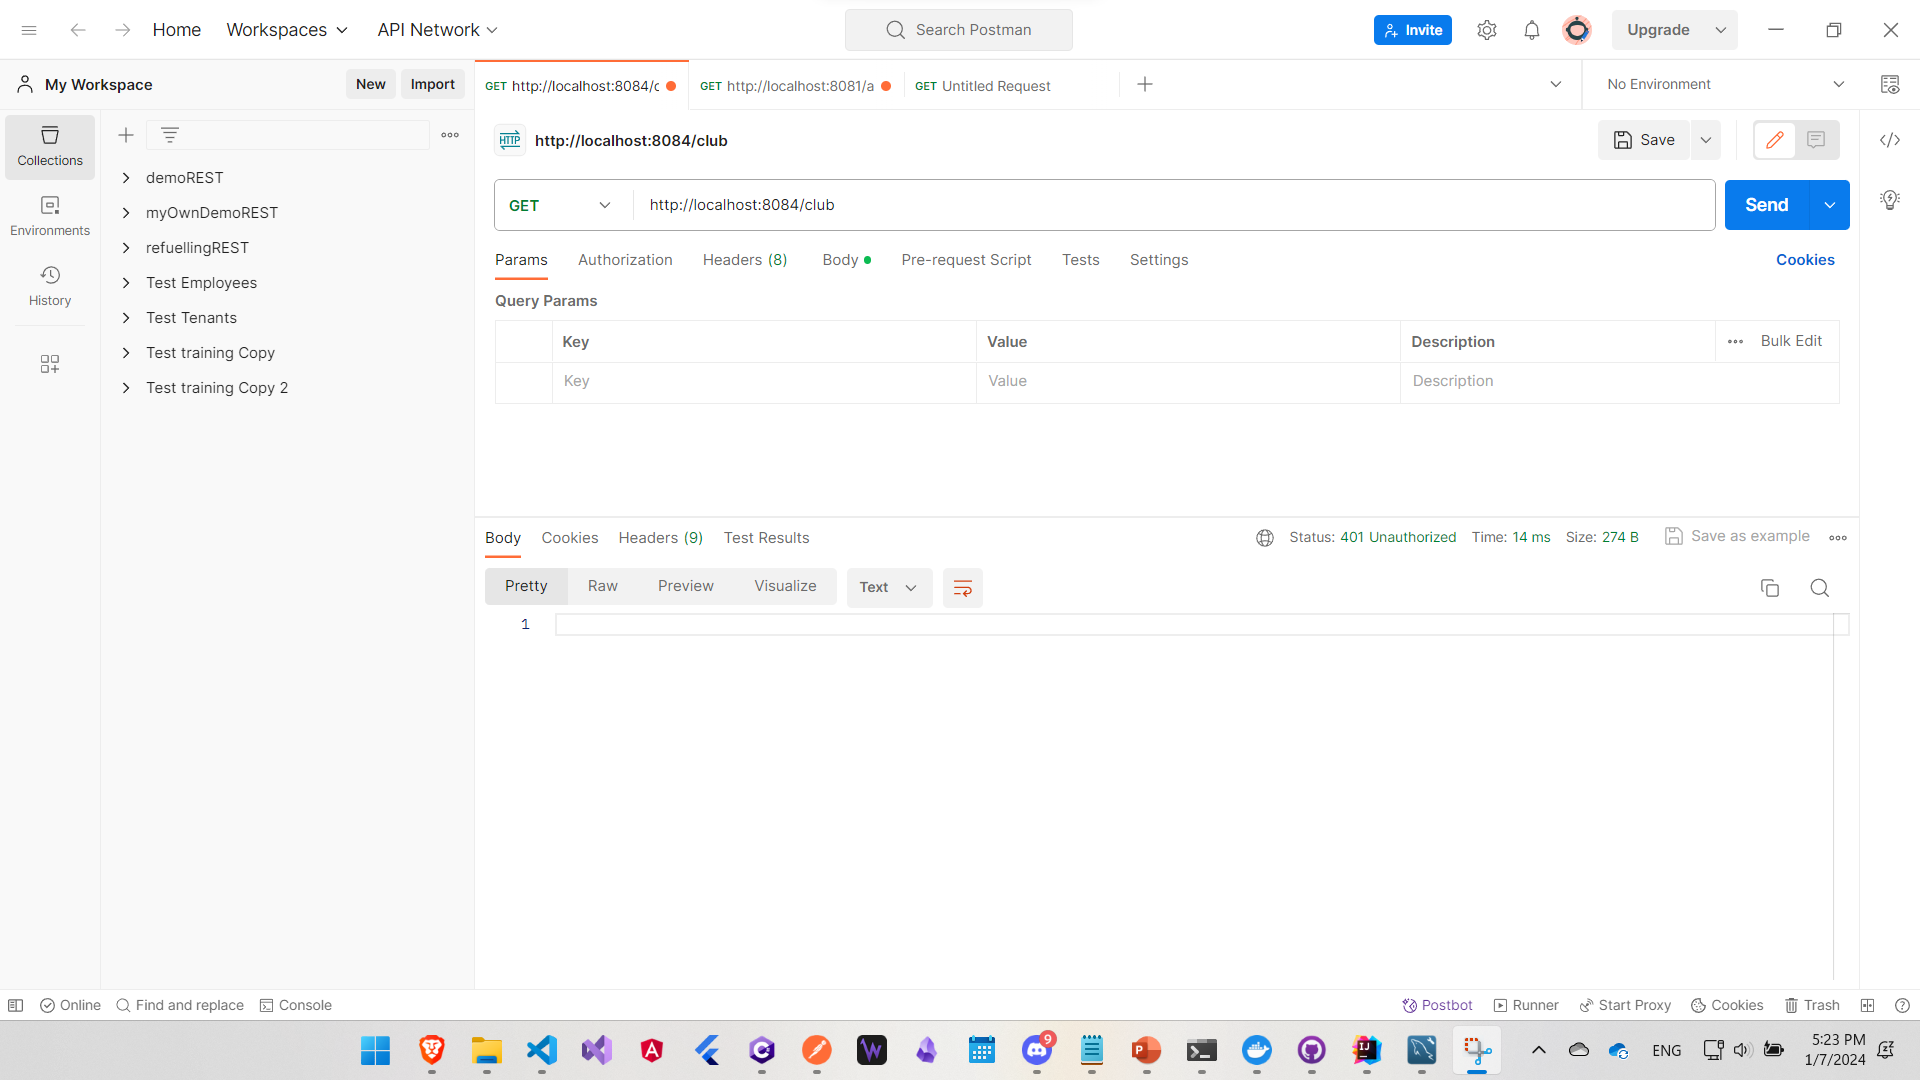 Home Workspaces API Network Search Postman Invite Upgrade
My Workspace New Import GET http://localhost:8084/c GET http://localhost:8081/a GET Untitled Request No Environment
Collections
Environments
History
demoREST
myOwnDemoREST
refuellingREST
Test Employees
Test Tenants
Test training Copy
Test training Copy 2
HTTP http://localhost:8084/club Save
GET http://localhost:8084/club Send
Params Authorization Headers (8) Body Pre-request Script Tests Settings Cookies
Query Params
Key Value Description Bulk Edit
Key Value Description
Body Cookies Headers (9) Test Results Status: 401 Unauthorized Time: 14 ms Size: 274 B Save as example
Pretty Raw Preview Visualize Text
1
Online Find and replace Console Postbot Runner Start Proxy Cookies Trash
9 ENG 5:23 PM
1/7/2024